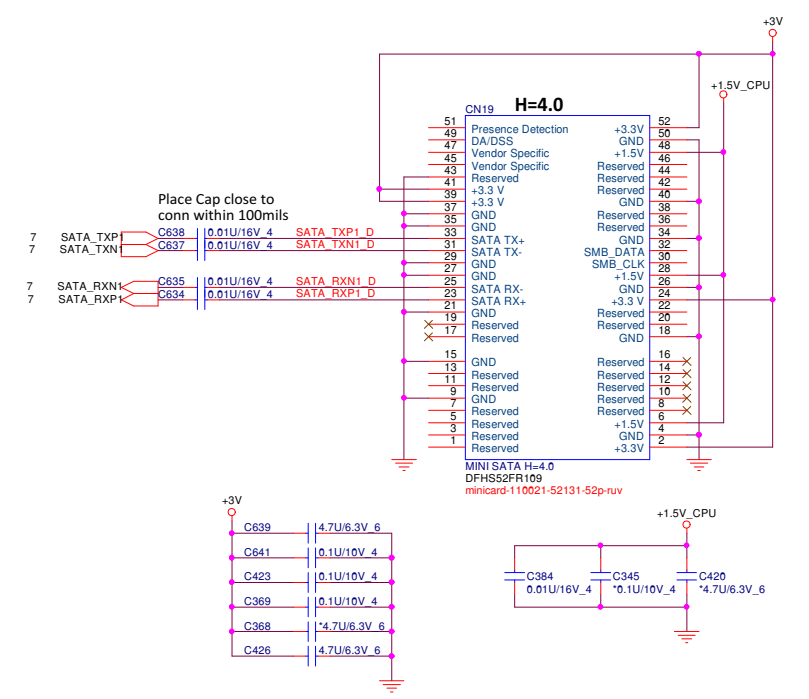 +3V
+1.5V_CPU
CN19 H=4.0
51 Presence Detection +3.3V 52
49 DA/DSS GND 50
47 Vendor Specific +1.5V 48
45 Vendor Specific Reserved 46
43 Reserved Reserved 44
41 +3.3 V Reserved 42
39 +3.3 V GND 40
37 GND Reserved 38
35 GND Reserved 36
33 SATA TX+ GND 34
31 SATA TX- SMB_DATA 32
29 GND SMB_CLK 30
27 GND +1.5V 28
25 SATA RX- GND 26
23 SATA RX+ +3.3 V 24
21 GND Reserved 22
19 Reserved Reserved 20
17 Reserved GND 18
15 GND Reserved 16
13 Reserved Reserved 14
11 Reserved Reserved 12
9 GND Reserved 10
7 Reserved Reserved 8
5 Reserved +1.5V 6
3 Reserved GND 4
1 Reserved +3.3V 2
Place Cap close to
conn within 100mils
7 SATA_TXP1 C638 0.01U/16V_4 SATA_TXP1_D
7 SATA_TXN1 C637 0.01U/16V_4 SATA_TXN1_D
7 SATA_RXN1 C635 0.01U/16V_4 SATA_RXN1_D
7 SATA_RXP1 C634 0.01U/16V_4 SATA_RXP1_D
MINI SATA H=4.0
DFHS52FR109
minicard-110021-52131-52p-ruv
+3V
C639 4.7U/6.3V_6
C641 0.1U/10V_4
C423 0.1U/10V_4
C369 0.1U/10V_4
C368 *4.7U/6.3V_6
C426 4.7U/6.3V_6
+1.5V_CPU
C384 C345 C420
0.01U/16V_4 *0.1U/10V_4 *4.7U/6.3V_6